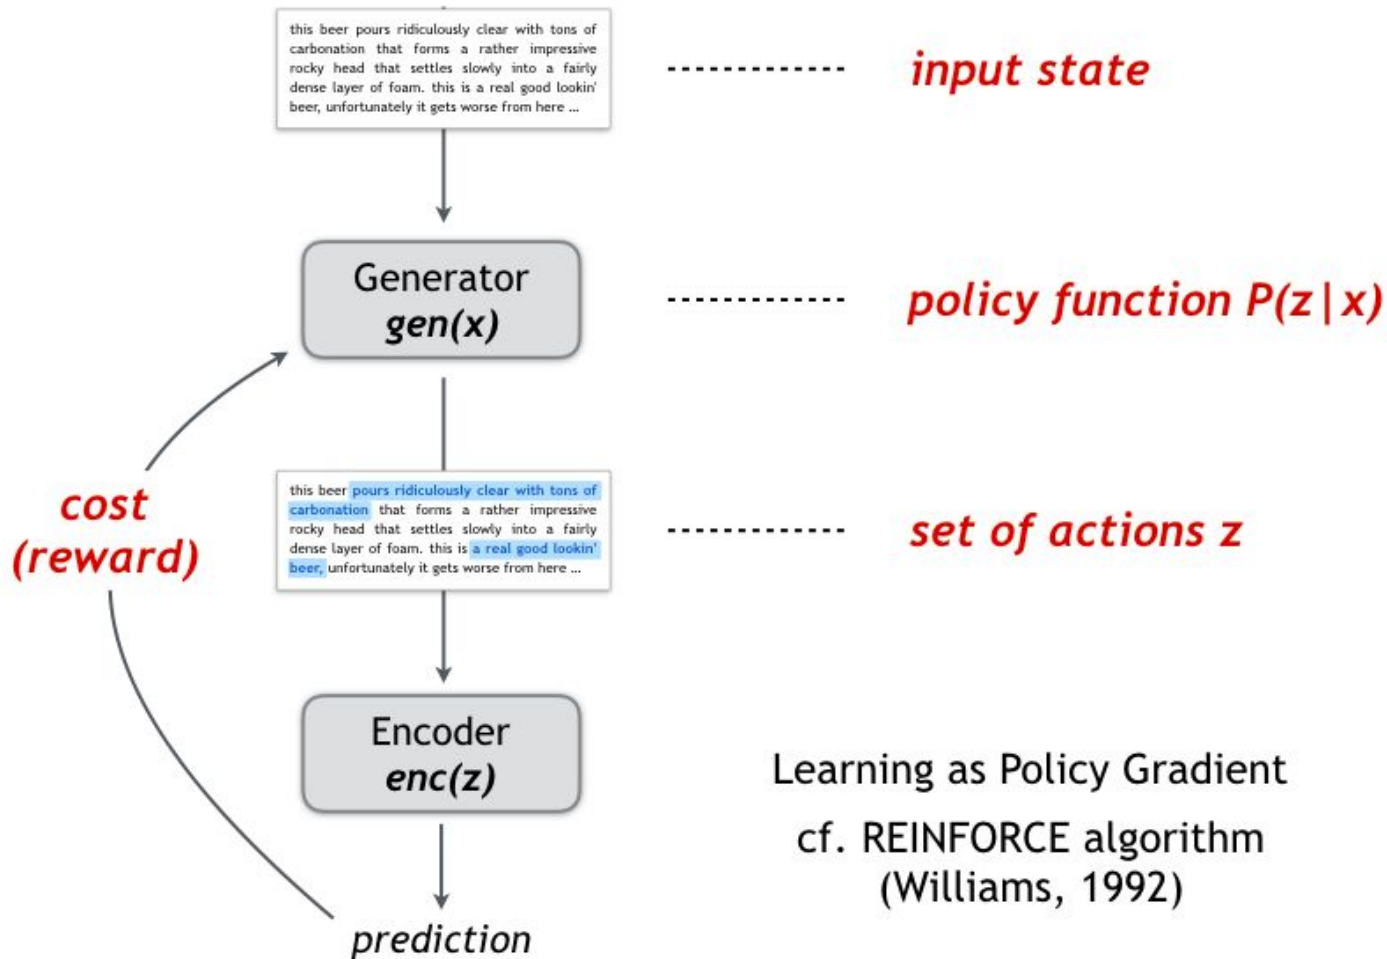 this beer pours ridiculously clear with tons of
carbonation that forms a rather impressive
rocky head that settles slowly into a fairly
dense layer of foam. this is a real good lookin'
beer, unfortunately it gets worse from here ...
input state
Generator
gen(x)
policy function P(z|x)
cost
(reward)
this beer pours ridiculously clear with tons of
carbonation that forms a rather impressive
rocky head that settles slowly into a fairly
dense layer of foam. this is a real good lookin'
beer, unfortunately it gets worse from here ...
set of actions z
Encoder
enc(z)
prediction
Learning as Policy Gradient
cf. REINFORCE algorithm
(Williams, 1992)